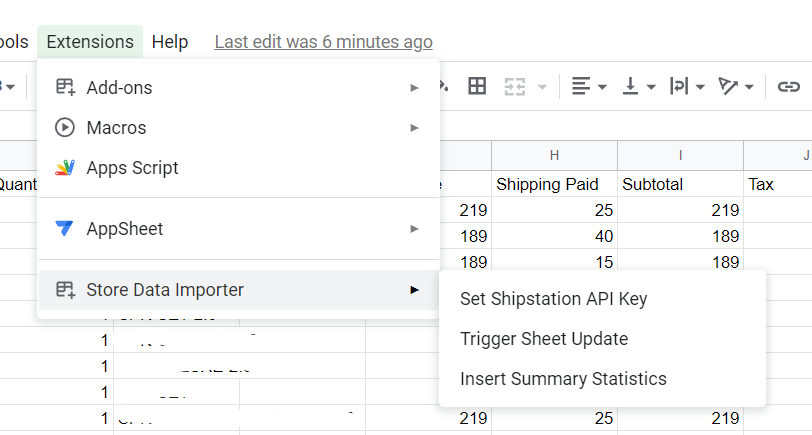 Extensions Help Last edit was 6 minutes ago
Add-ons
Macros
Apps Script
AppSheet
Store Data Importer
Set Shipstation API Key
Trigger Sheet Update
Insert Summary Statistics
H I J
Shipping Paid Subtotal Tax
219 25 219
189 40 189
189 15 189
1
1
1
1
1 219 25 219